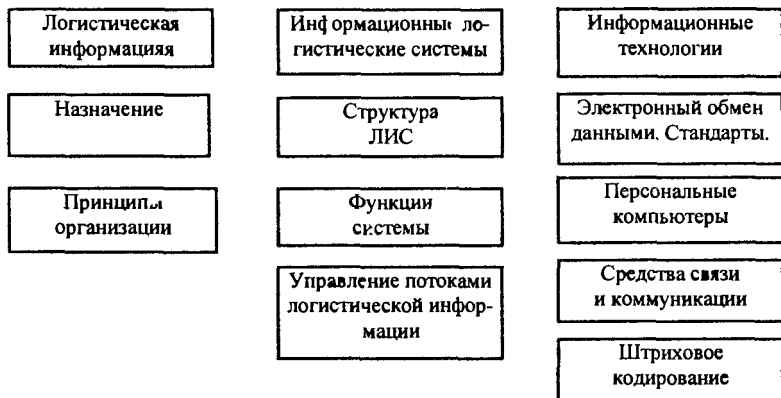 Логистическая
информацияя
Назначение
Принципы
организации
Информационны ло-
гистические системы
Структура
ЛИС
Функции
системы
Управление потоками
логистической инфор-
мации
Информационные
технологии
Электронный обмен
данными. Стандарты.
Персональные
компьютеры
Средства связи
и коммуникации
Штриховое
кодирование